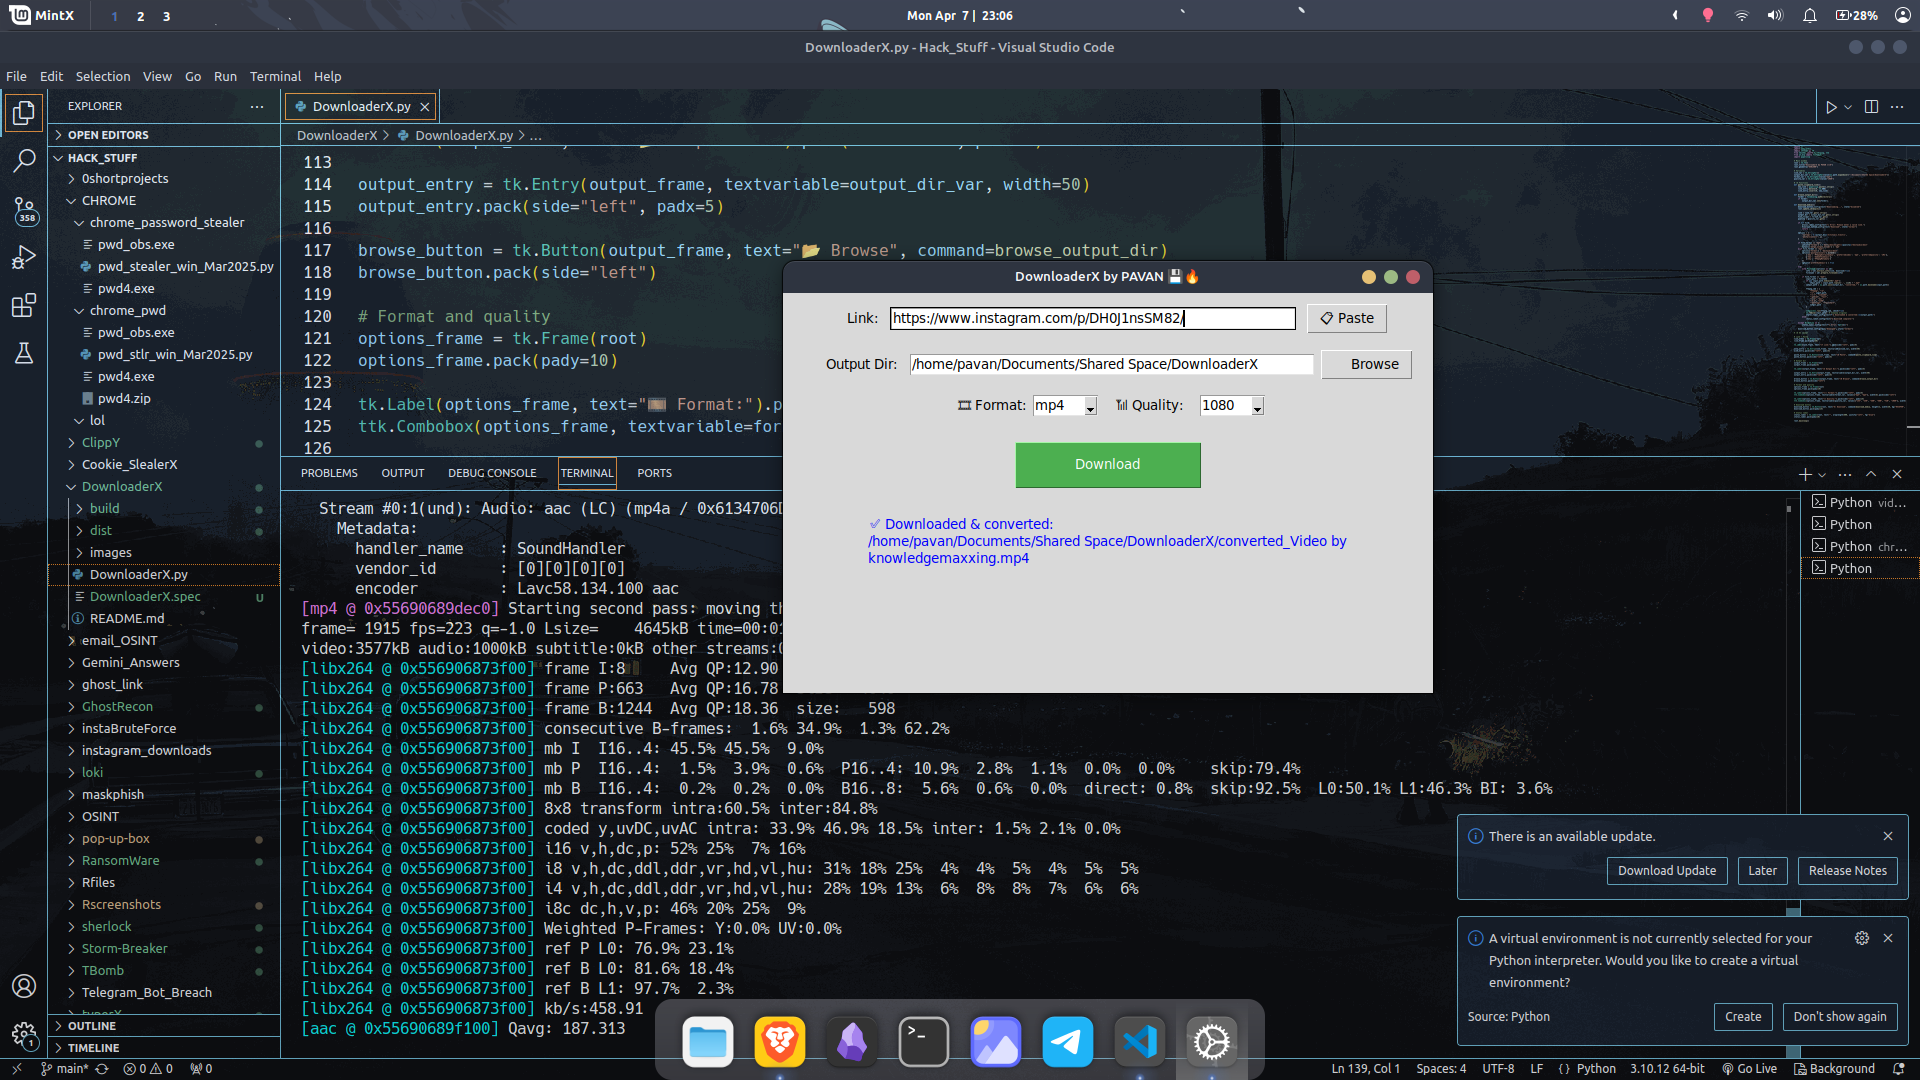 MintX
1 2 3
Mon Apr 7 | 23:06
28%
DownloaderX.py - Hack_Stuff - Visual Studio Code
File Edit Selection View Go Run Terminal Help
EXPLORER
OPEN EDITORS
HACK_STUFF
0shortprojects
CHROME
chrome_password_stealer
pwd_obs.exe
pwd_stealer_win_Mar2025.py
pwd4.exe
chrome_pwd
pwd_obs.exe
pwd_stlr_win_Mar2025.py
pwd4.exe
pwd4.zip
lol
ClippY
Cookie_SlealerX
DownloaderX
build
dist
images
DownloaderX.py
DownloaderX.spec U
README.md
email_OSINT
Gemini_Answers
ghost_link
GhostRecon
instaBruteForce
instagram_downloads
loki
maskphish
OSINT
pop-up-box
RansomWare
Rfiles
Rscreenshots
sherlock
Storm-Breaker
TBomb
Telegram_Bot_Breach
OUTLINE
TIMELINE
358
1
DownloaderX.py
DownloaderX > DownloaderX.py > ...
113
114 output_entry = tk.Entry(output_frame, textvariable=output_dir_var, width=50)
115 output_entry.pack(side="left", padx=5)
116
117 browse_button = tk.Button(output_frame, text="📂 Browse", command=browse_output_dir)
118 browse_button.pack(side="left")
119
120 # Format and quality
121 options_frame = tk.Frame(root)
122 options_frame.pack(pady=10)
123
124 tk.Label(options_frame, text="🎞 Format:").p
125 ttk.Combobox(options_frame, textvariable=for
126
DownloaderX by PAVAN 💾🔥
Link: https://www.instagram.com/p/DH0J1nsSM82/ Paste
Output Dir: /home/pavan/Documents/Shared Space/DownloaderX Browse
Format: mp4 Quality: 1080
Download
✅ Downloaded & converted:
/home/pavan/Documents/Shared Space/DownloaderX/converted_Video by
knowledgemaxxing.mp4
PROBLEMS OUTPUT DEBUG CONSOLE TERMINAL PORTS
Stream #0:1(und): Audio: aac (LC) (mp4a / 0x6134706D
Metadata:
handler_name : SoundHandler
vendor_id : [0][0][0][0]
encoder : Lavc58.134.100 aac
[mp4 @ 0x55690689dec0] Starting second pass: moving th
frame= 1915 fps=223 q=-1.0 Lsize= 4645kB time=00:01
video:3577kB audio:1000kB subtitle:0kB other streams:0
[libx264 @ 0x556906873f00] frame I:8 Avg QP:12.90
[libx264 @ 0x556906873f00] frame P:663 Avg QP:16.78
[libx264 @ 0x556906873f00] frame B:1244 Avg QP:18.36 size: 598
[libx264 @ 0x556906873f00] consecutive B-frames: 1.6% 34.9% 1.3% 62.2%
[libx264 @ 0x556906873f00] mb I I16..4: 45.5% 45.5% 9.0%
[libx264 @ 0x556906873f00] mb P I16..4: 1.5% 3.9% 0.6% P16..4: 10.9% 2.8% 1.1% 0.0% 0.0% skip:79.4%
[libx264 @ 0x556906873f00] mb B I16..4: 0.2% 0.2% 0.0% B16..8: 5.6% 0.6% 0.0% direct: 0.8% skip:92.5% L0:50.1% L1:46.3% BI: 3.6%
[libx264 @ 0x556906873f00] 8x8 transform intra:60.5% inter:84.8%
[libx264 @ 0x556906873f00] coded y,uvDC,uvAC intra: 33.9% 46.9% 18.5% inter: 1.5% 2.1% 0.0%
[libx264 @ 0x556906873f00] i16 v,h,dc,p: 52% 25% 7% 16%
[libx264 @ 0x556906873f00] i8 v,h,dc,ddl,ddr,vr,hd,vl,hu: 31% 18% 25% 4% 4% 5% 4% 5% 5%
[libx264 @ 0x556906873f00] i4 v,h,dc,ddl,ddr,vr,hd,vl,hu: 28% 19% 13% 6% 8% 8% 7% 6% 6%
[libx264 @ 0x556906873f00] i8c dc,h,v,p: 46% 20% 25% 9%
[libx264 @ 0x556906873f00] Weighted P-Frames: Y:0.0% UV:0.0%
[libx264 @ 0x556906873f00] ref P L0: 76.9% 23.1%
[libx264 @ 0x556906873f00] ref B L0: 81.6% 18.4%
[libx264 @ 0x556906873f00] ref B L1: 97.7% 2.3%
[libx264 @ 0x556906873f00] kb/s:458.91
[aac @ 0x55690689f100] Qavg: 187.313
Python vid...
Python
Python chr...
Python
There is an available update.
Download Update Later Release Notes
A virtual environment is not currently selected for your
Python interpreter. Would you like to create a virtual
environment?
Source: Python Create Don't show again
main* 0 0 0
Ln 139, Col 1 Spaces: 4 UTF-8 LF {} Python 3.10.12 64-bit Go Live Background